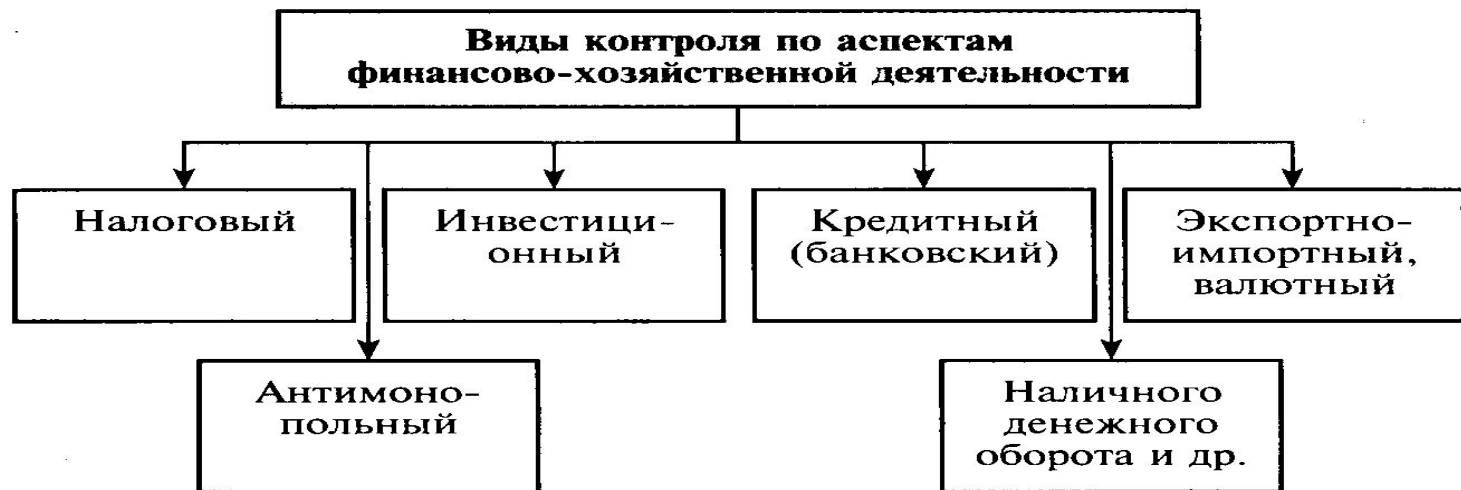 Виды контроля по аспектам
финансово-хозяйственной деятельности
Налоговый
Инвестици-
онный
Кредитный
(банковский)
Экспортно-
импортный,
валютный
Антимоно-
польный
Наличного
денежного
оборота и др.